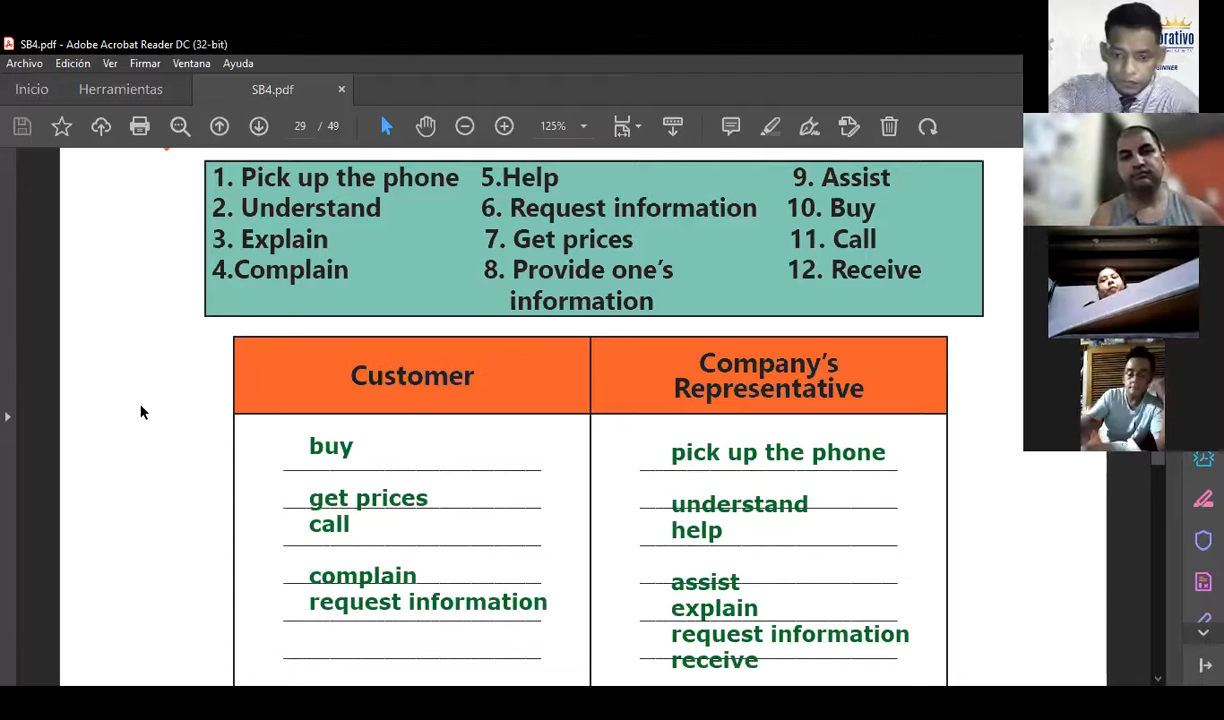 SB4.pdf - Adobe Acrobat Reader DC (32-bit)
Archivo Edición Ver Firmar Ventana Ayuda
Inicio Herramientas SB4.pdf ×
29 / 49 125%
1. Pick up the phone 5.Help 9. Assist
2. Understand 6. Request information 10. Buy
3. Explain 7. Get prices 11. Call
4.Complain 8. Provide one's 12. Receive
information
Customer
Company's
Representative
buy
get prices
call
complain
request information
pick up the phone
understand
help
assist
explain
request information
receive